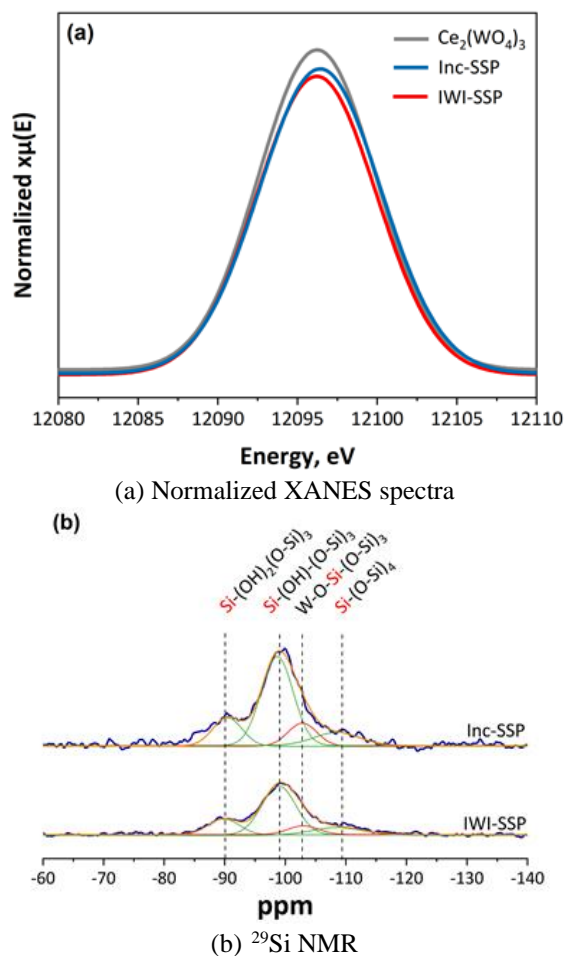 (a)
Ce₂(WO₄)₃
Inc-SSP
IWI-SSP
Normalized xμ(E)
12080 12085 12090 12095 12100 12105 12110
Energy, eV
(a) Normalized XANES spectra
(b)
Si-(OH)₂(O-Si)₃
Si-(OH)-(O-Si)₃
W-O-Si-(O-Si)₃
Si-(O-Si)₄
Inc-SSP
IWI-SSP
-60 -70 -80 -90 -100 -110 -120 -130 -140
ppm
(b) ²⁹Si NMR